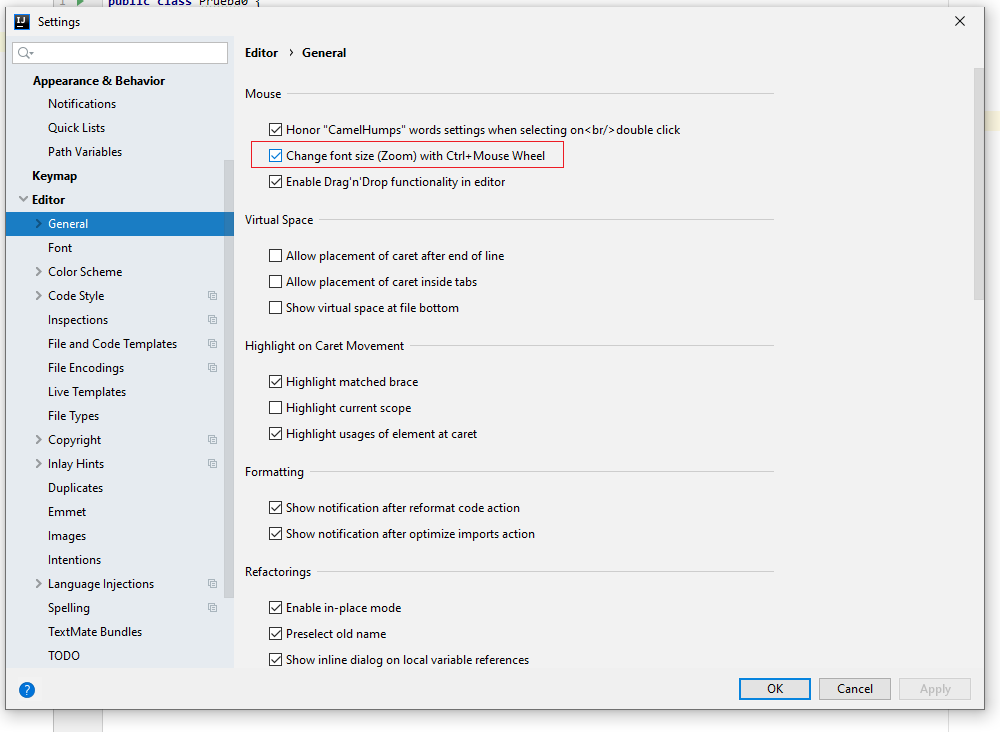 1 public class Prueba0 {
IJ Settings
Appearance & Behavior
Notifications
Quick Lists
Path Variables
Keymap
Editor
General
Font
Color Scheme
Code Style
Inspections
File and Code Templates
File Encodings
Live Templates
File Types
Copyright
Inlay Hints
Duplicates
Emmet
Images
Intentions
Language Injections
Spelling
TextMate Bundles
TODO
Editor › General
Mouse
Honor "CamelHumps" words settings when selecting on<br/>double click
Change font size (Zoom) with Ctrl+Mouse Wheel
Enable Drag'n'Drop functionality in editor
Virtual Space
Allow placement of caret after end of line
Allow placement of caret inside tabs
Show virtual space at file bottom
Highlight on Caret Movement
Highlight matched brace
Highlight current scope
Highlight usages of element at caret
Formatting
Show notification after reformat code action
Show notification after optimize imports action
Refactorings
Enable in-place mode
Preselect old name
Show inline dialog on local variable references
? OK Cancel Apply